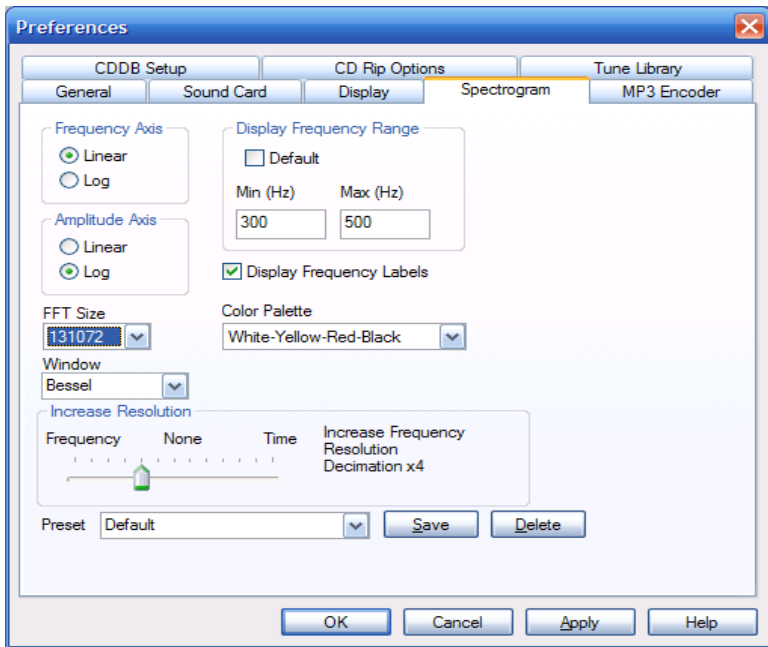 Preferences
CDDB Setup
CD Rip Options
Tune Library
General
Sound Card
Display
Spectrogram
MP3 Encoder
Frequency Axis
Linear
Log
Display Frequency Range
Default
Min (Hz)
Max (Hz)
300
500
Amplitude Axis
Linear
Log
Display Frequency Labels
FFT Size
131072
Color Palette
White-Yellow-Red-Black
Window
Bessel
Increase Resolution
Frequency
None
Time
Increase Frequency
Resolution
Decimation x4
Preset
Default
Save
Delete
OK
Cancel
Apply
Help